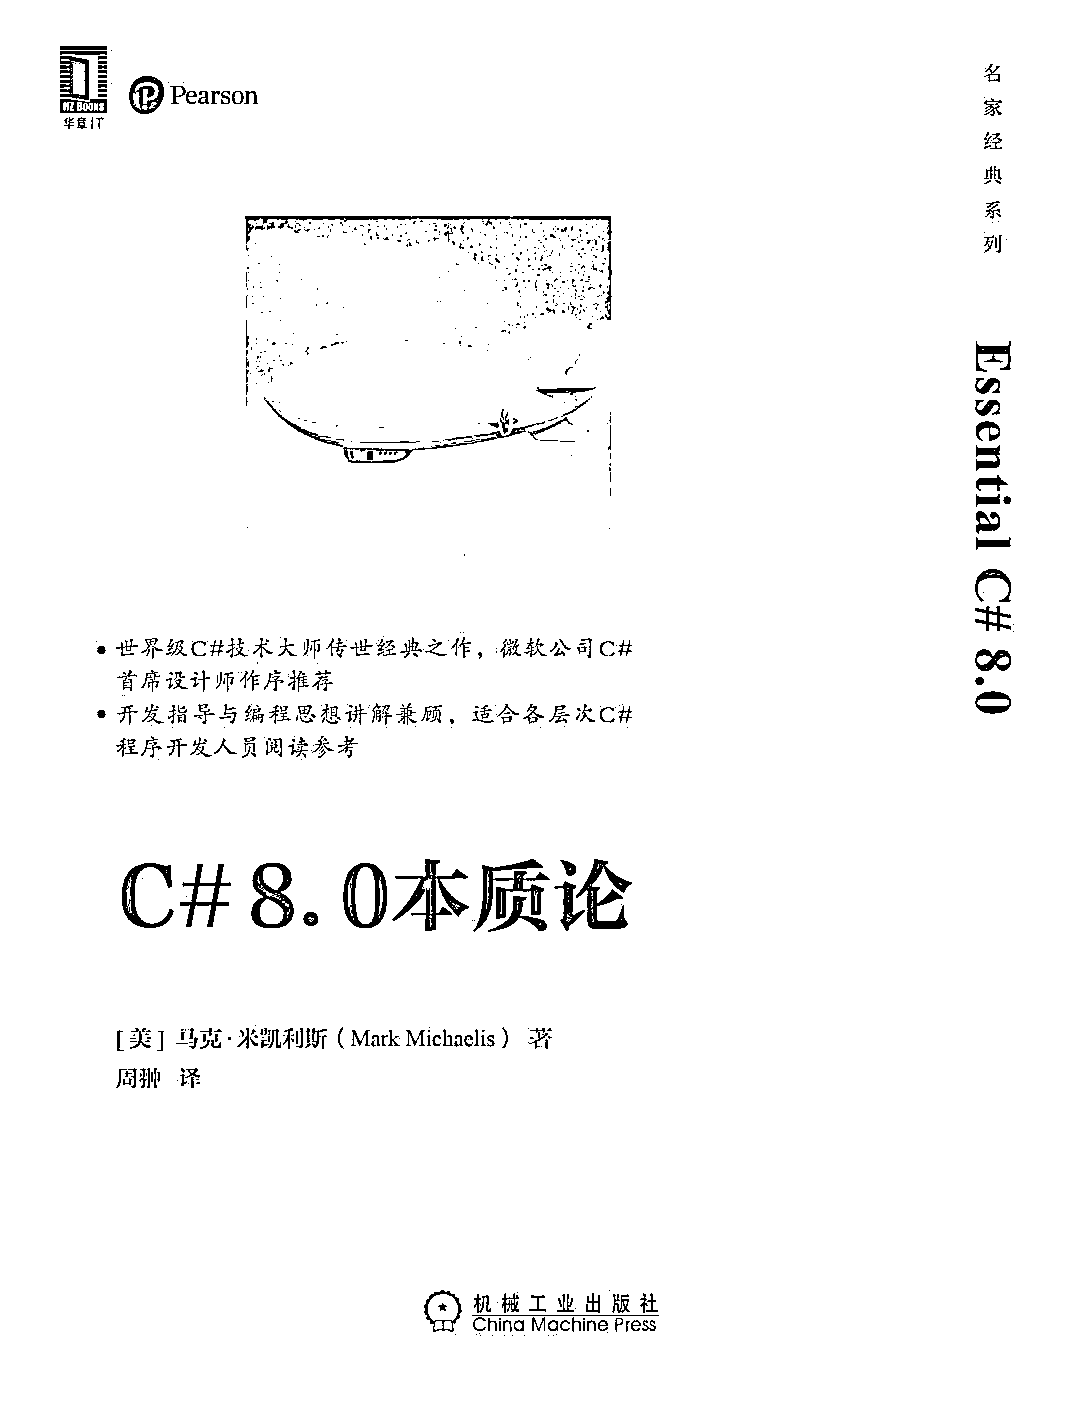 HZ BOOKS
华章IT
Pearson
名家经典系列
Essential C# 8.0
• 世界级C#技术大师传世经典之作，微软公司C#
首席设计师作序推荐
• 开发指导与编程思想讲解兼顾，适合各层次C#
程序开发人员阅读参考
C# 8.0本质论
[美] 马克·米凯利斯（Mark Michaelis） 著
周翀 译
机械工业出版社
China Machine Press